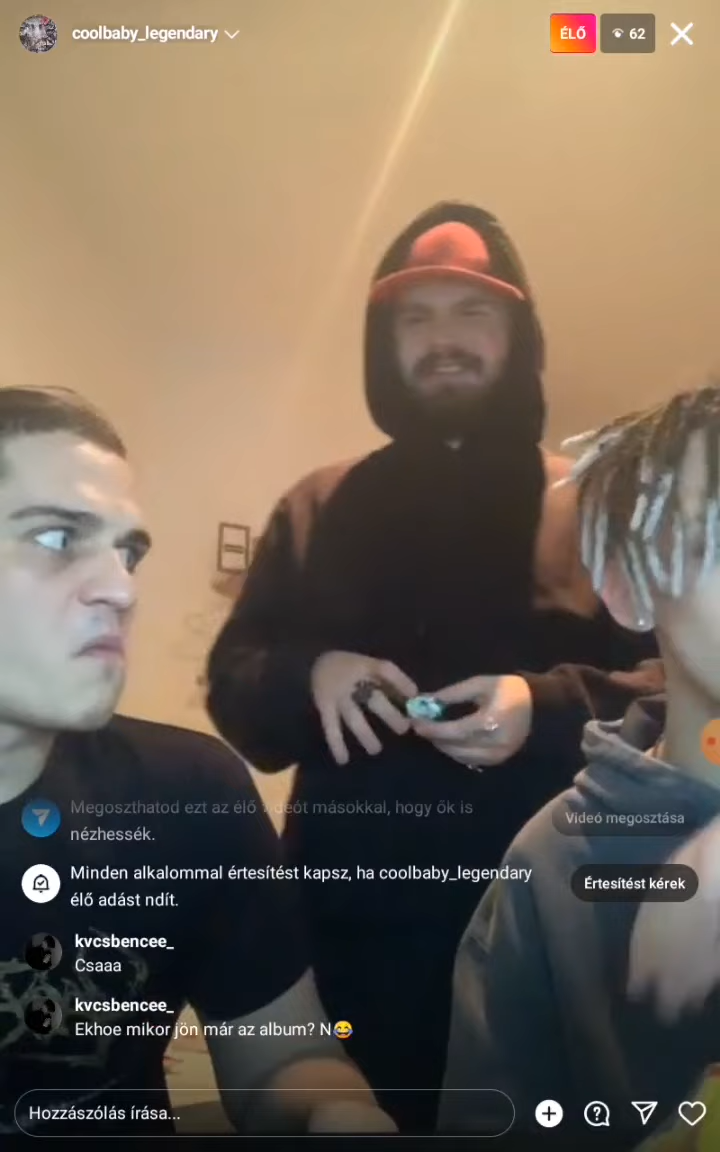 coolbaby_legendary
ÉLŐ
62
Megoszthatod ezt az élő videót másokkal, hogy ők is
nézhessék.
Videó megosztása
Minden alkalommal értesítést kapsz, ha coolbaby_legendary
élő adást ndít.
Értesítést kérek
kvcsbencee_
Csaaa
kvcsbencee_
Ekhoe mikor jön már az album? N😂
Hozzászólás írása...